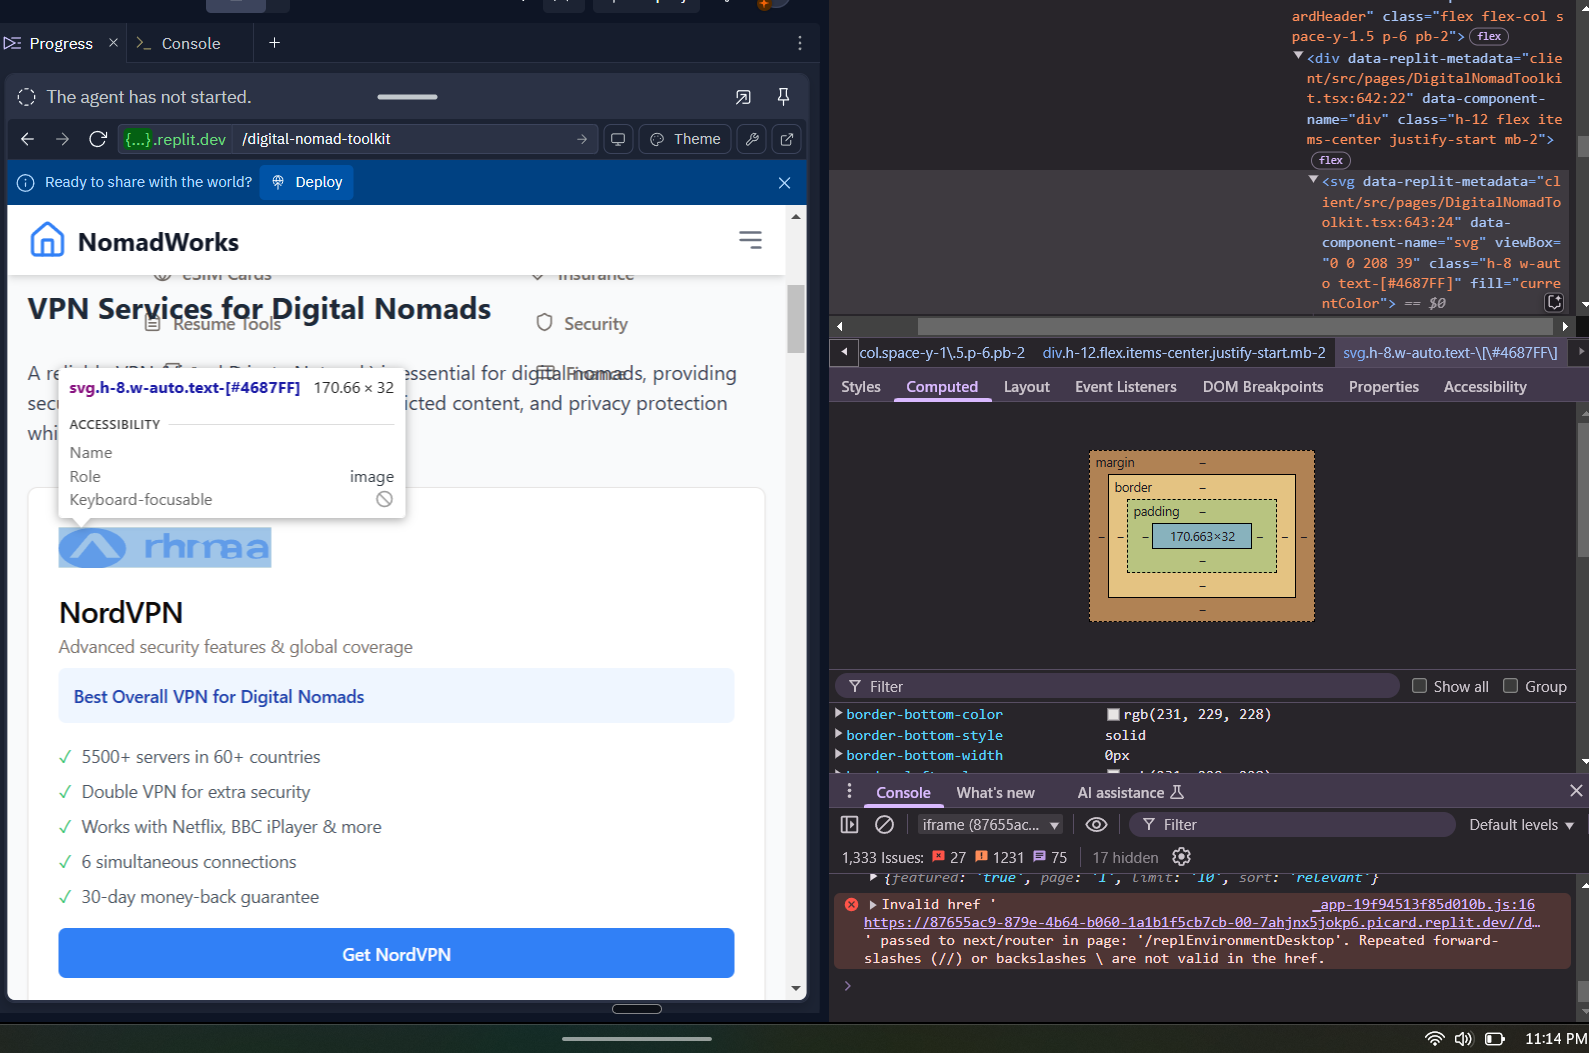 Progress
Console
The agent has not started.
{...}.replit.dev
/digital-nomad-toolkit
Theme
Ready to share with the world?
Deploy
NomadWorks
eSIM Cards
Insurance
VPN Services for Digital Nomads
Resume Tools
Security
Finance
essential for digital nomads, providing
icted content, and privacy protection
svg.h-8.w-auto.text-[#4687FF]
170.66 × 32
ACCESSIBILITY
Name
Role
image
Keyboard-focusable
NordVPN
Advanced security features & global coverage
Best Overall VPN for Digital Nomads
5500+ servers in 60+ countries
Double VPN for extra security
Works with Netflix, BBC iPlayer & more
6 simultaneous connections
30-day money-back guarantee
Get NordVPN
ardHeader" class="flex flex-col s
pace-y-1.5 p-6 pb-2">
flex
<div data-replit-metadata="clie
nt/src/pages/DigitalNomadToolki
t.tsx:642:22" data-component-
name="div" class="h-12 flex ite
ms-center justify-start mb-2">
flex
<svg data-replit-metadata="cl
ient/src/pages/DigitalNomadTo
olkit.tsx:643:24" data-
component-name="svg" viewBox=
"0 0 208 39" class="h-8 w-aut
o text-[#4687FF]" fill="curre
ntColor"> == $0
col.space-y-1\.5.p-6.pb-2
div.h-12.flex.items-center.justify-start.mb-2
svg.h-8.w-auto.text-\[\#4687FF\]
Styles
Computed
Layout
Event Listeners
DOM Breakpoints
Properties
Accessibility
margin
–
border
–
padding
–
– – – 170.663×32 – – –
–
–
–
Filter
Show all
Group
border-bottom-color
rgb(231, 229, 228)
border-bottom-style
solid
border-bottom-width
0px
Console
What's new
AI assistance
iframe (87655ac...
Filter
Default levels
1,333 Issues:
27
1231
75
17 hidden
{featured: 'true', page: '1', limit: '10', sort: 'relevant'}
Invalid href '
_app-19f94513f85d010b.js:16
https://87655ac9-879e-4b64-b060-1a1b1f5cb7cb-00-7ahjnx5jokp6.picard.replit.dev//d…
' passed to next/router in page: '/replEnvironmentDesktop'. Repeated forward-
slashes (//) or backslashes \ are not valid in the href.
11:14 PM